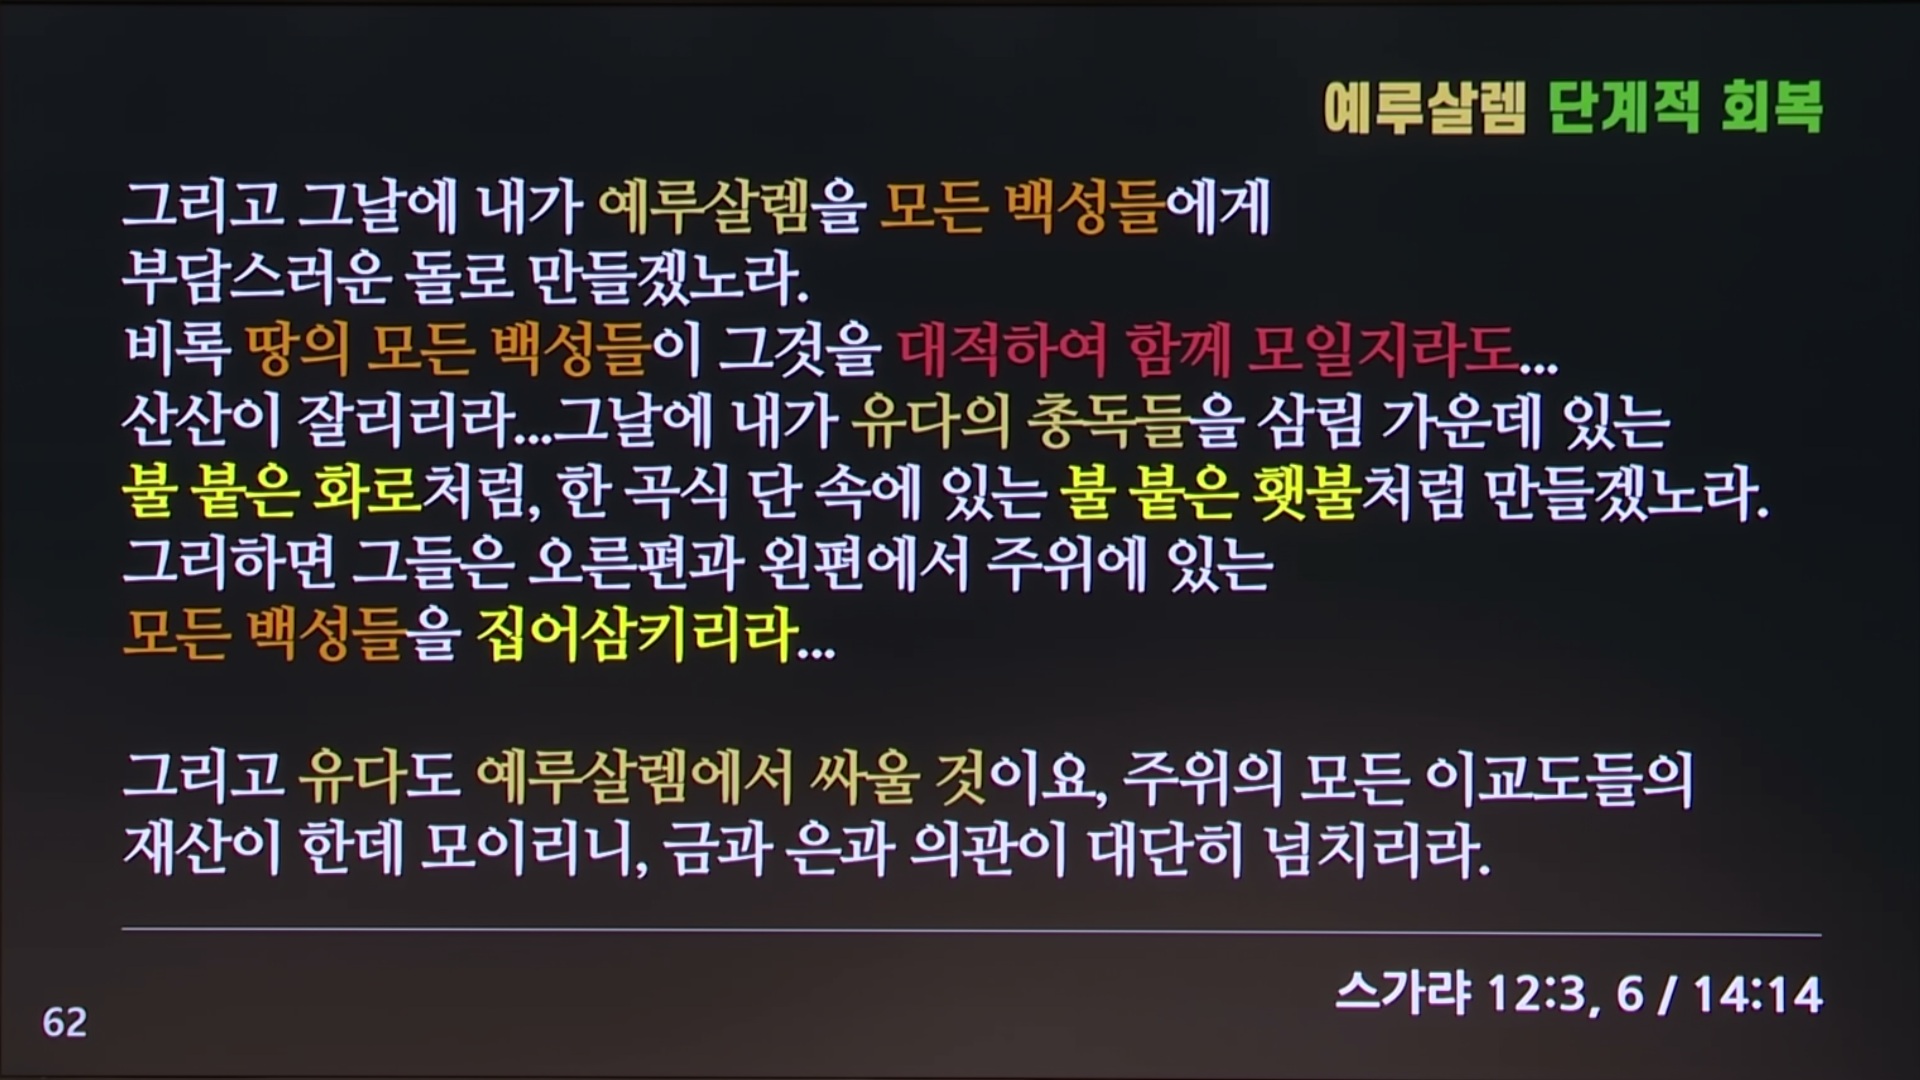 예루살렘 단계적 회복
그리고 그날에 내가 예루살렘을 모든 백성들에게
부담스러운 돌로 만들겠노라.
비록 땅의 모든 백성들이 그것을 대적하여 함께 모일지라도...
산산이 잘리리라...그날에 내가 유다의 총독들을 삼림 가운데 있는
불 붙은 화로처럼, 한 곡식 단 속에 있는 불 붙은 횃불처럼 만들겠노라.
그리하면 그들은 오른편과 왼편에서 주위에 있는
모든 백성들을 집어삼키리라...
그리고 유다도 예루살렘에서 싸울 것이요, 주위의 모든 이교도들의
재산이 한데 모이리니, 금과 은과 의관이 대단히 넘치리라.
스가랴 12:3, 6 / 14:14
62